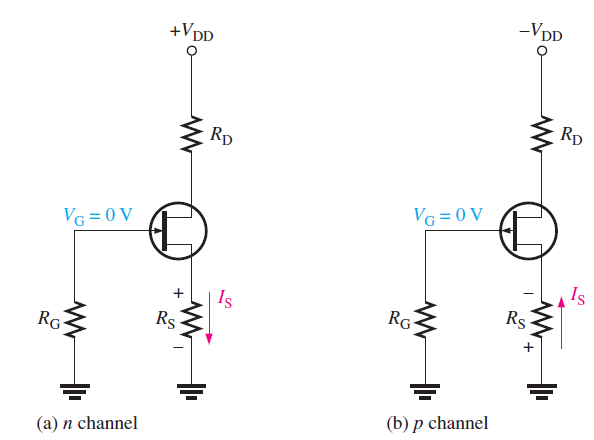 +VDD
−VDD
RD
RD
VG = 0 V
VG = 0 V
+
IS
−
IS
RG
RS
RG
RS
−
+
(a) n channel
(b) p channel